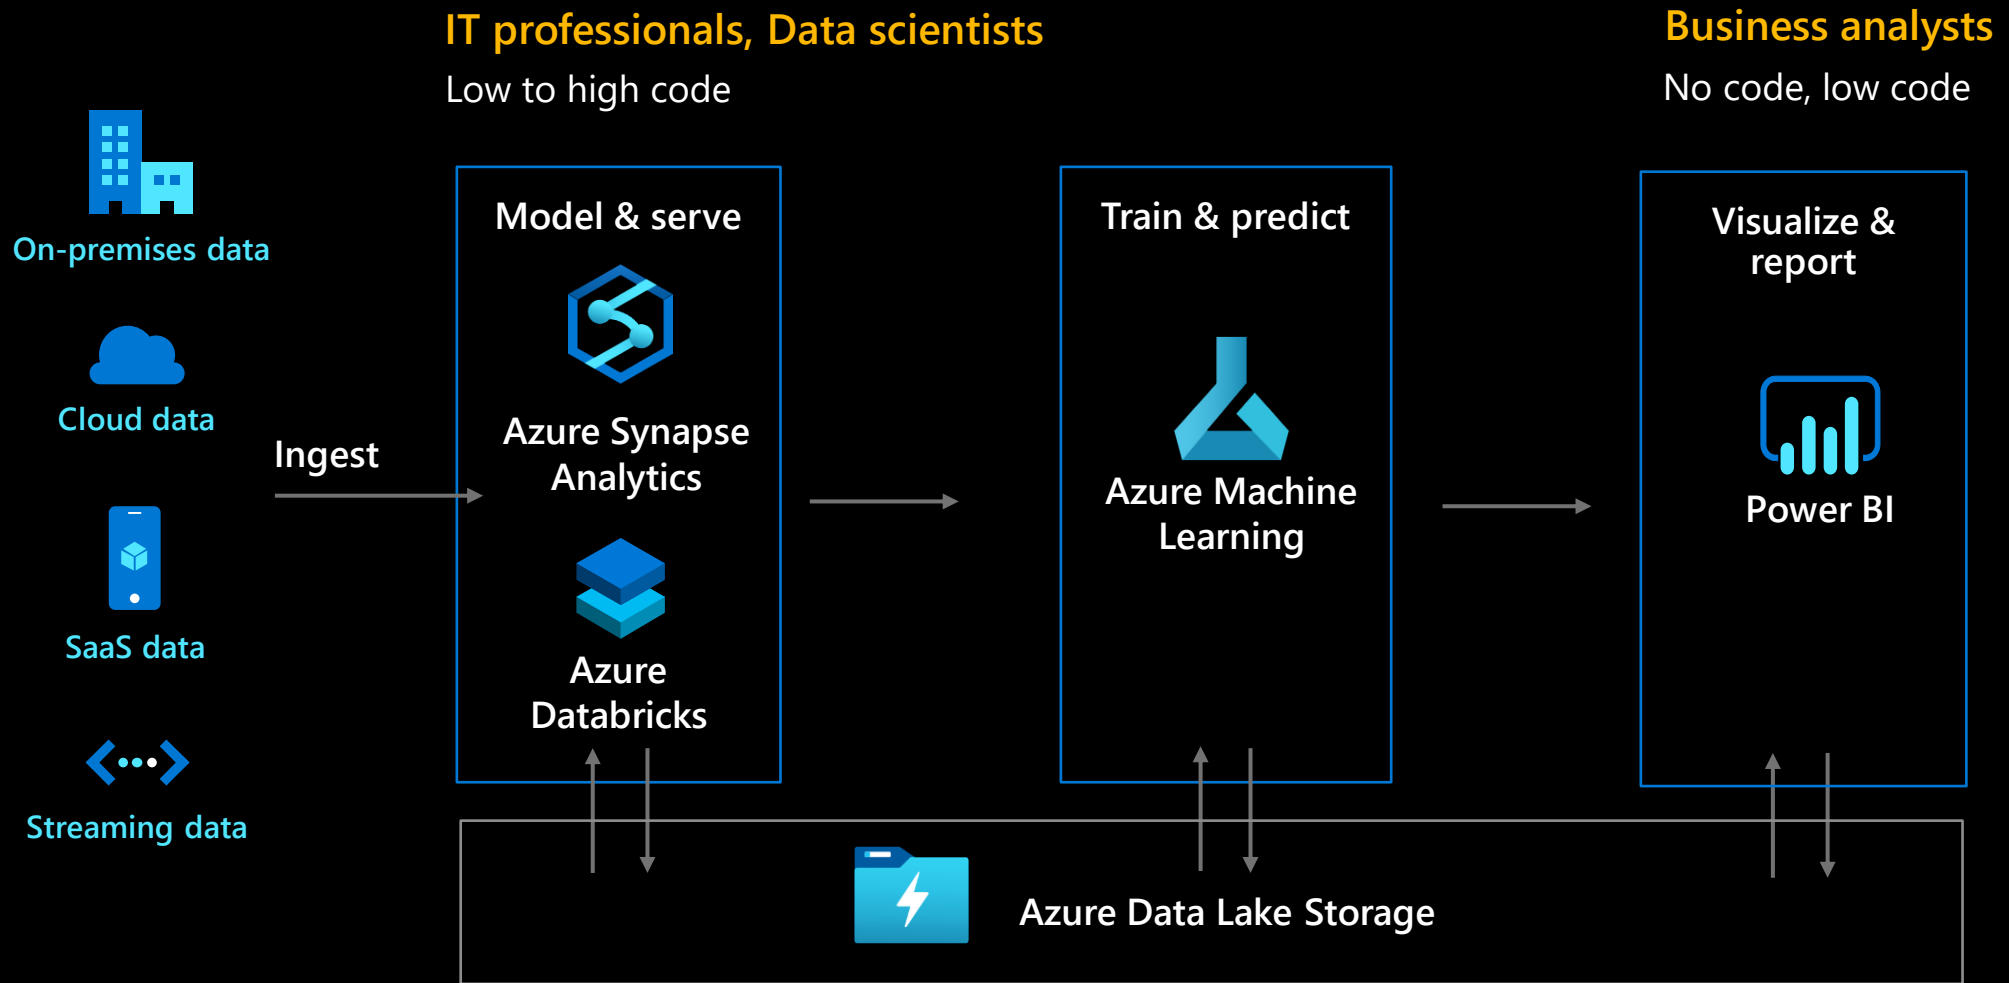 IT professionals, Data scientists
Low to high code
Business analysts
No code, low code
On-premises data
Cloud data
SaaS data
Streaming data
Ingest
Model & serve
Azure Synapse
Analytics
Azure
Databricks
Train & predict
Azure Machine
Learning
Visualize &
report
Power BI
Azure Data Lake Storage